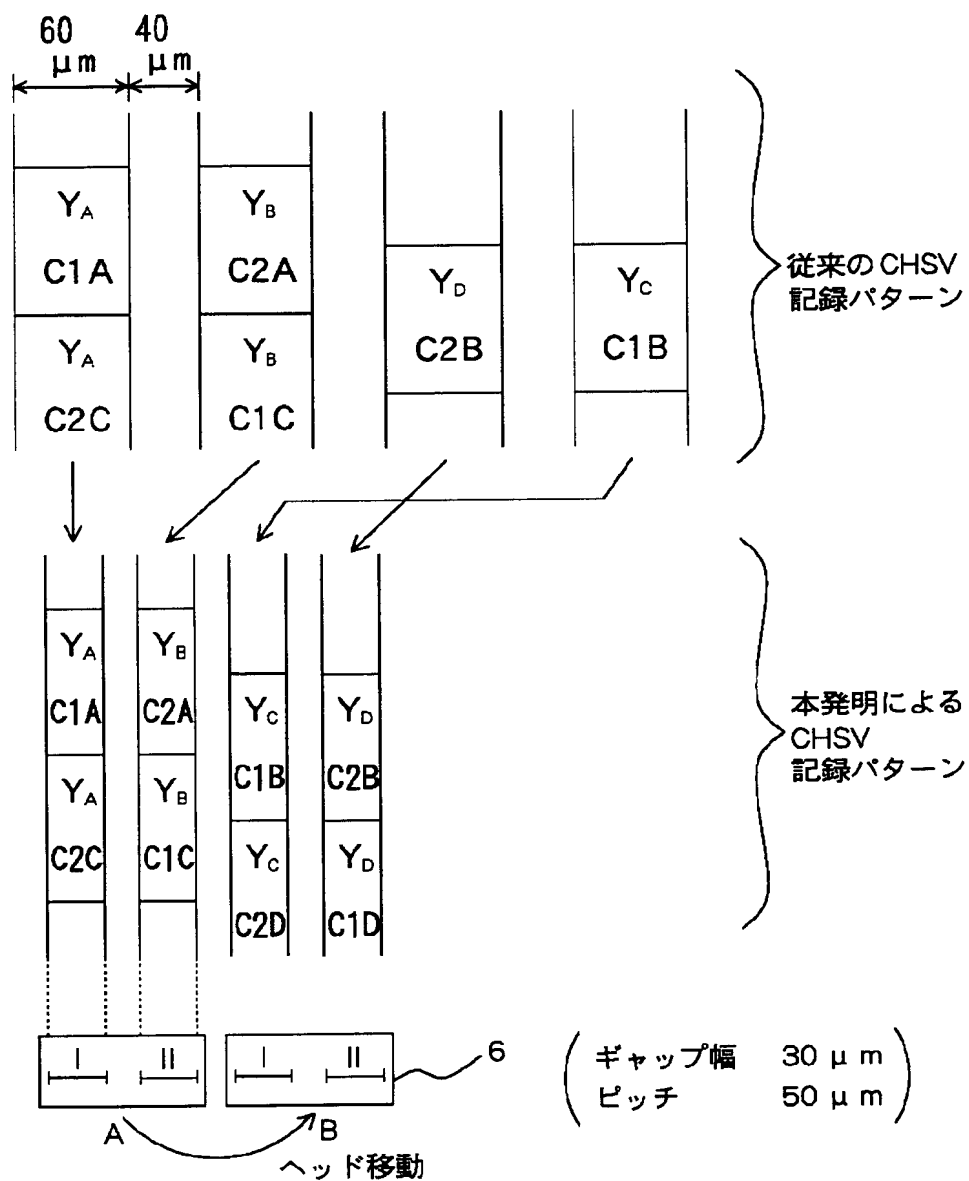 60 μm
40 μm
YA
YB
C1A
C2A
YD
YC
C2B
C1B
YA
YB
C2C
C1C
従来のCHSV
記録パターン
YA
YB
C1A
C2A
YC
YD
C1B
C2B
YA
YB
C2C
C1C
YC
YD
C2D
C1D
本発明による
CHSV
記録パターン
I
II
I
II
6
A
B
ヘッド移動
ギャップ幅 30 μm
ピッチ 50 μm